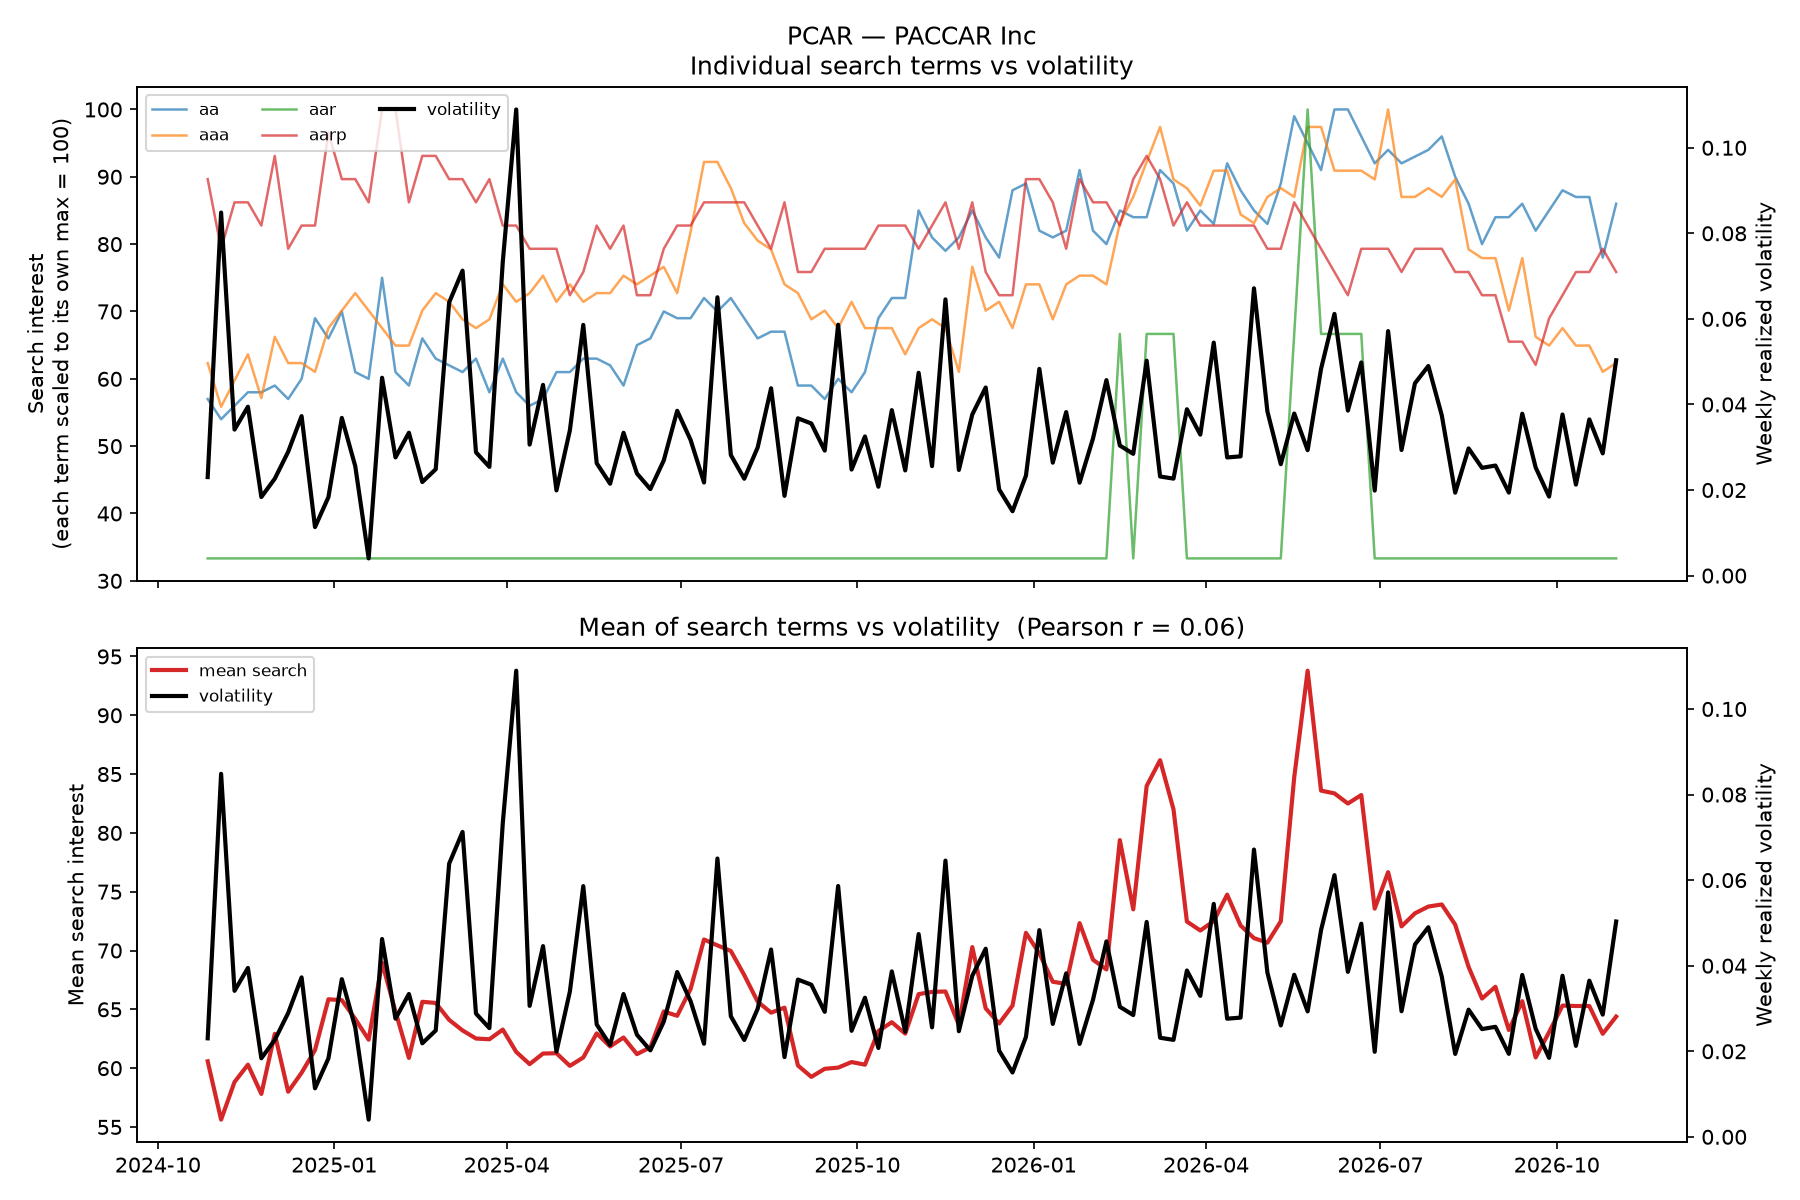 PCAR — PACCAR Inc
Individual search terms vs volatility
aa
aaa
aar
aarp
volatility
100
90
80
70
60
50
40
30
Search interest
(each term scaled to its own max = 100)
0.10
0.08
0.06
0.04
0.02
0.00
Weekly realized volatility
Mean of search terms vs volatility  (Pearson r = 0.06)
mean search
volatility
95
90
85
80
75
70
65
60
55
Mean search interest
0.10
0.08
0.06
0.04
0.02
0.00
Weekly realized volatility
2024-10
2025-01
2025-04
2025-07
2025-10
2026-01
2026-04
2026-07
2026-10